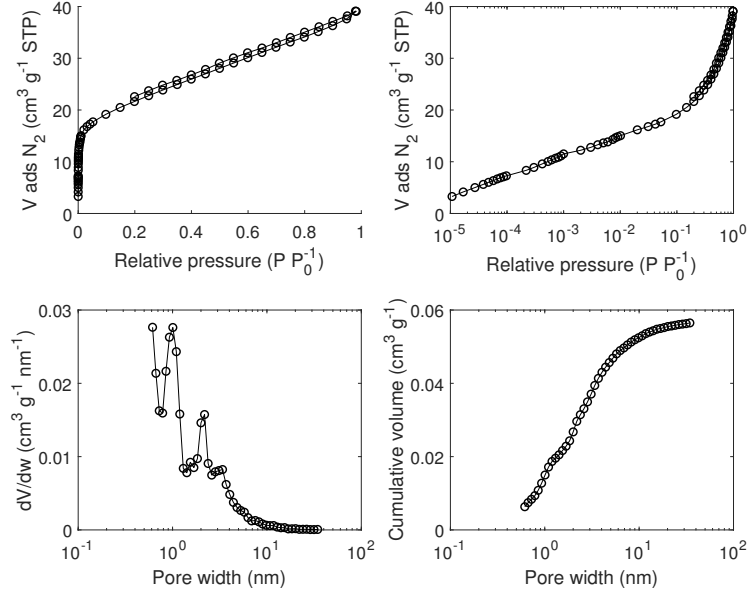 40
30
20
10
0
V ads N₂ (cm³ g⁻¹ STP)
0 0.2 0.4 0.6 0.8 1
Relative pressure (P P₀⁻¹)
40
30
20
10
0
V ads N₂ (cm³ g⁻¹ STP)
10⁻⁵ 10⁻⁴ 10⁻³ 10⁻² 10⁻¹ 10⁰
Relative pressure (P P₀⁻¹)
0.03
0.02
0.01
0
dV/dw (cm³ g⁻¹ nm⁻¹)
10⁻¹ 10⁰ 10¹ 10²
Pore width (nm)
0.06
0.04
0.02
0
Cumulative volume (cm³ g⁻¹)
10⁻¹ 10⁰ 10¹ 10²
Pore width (nm)